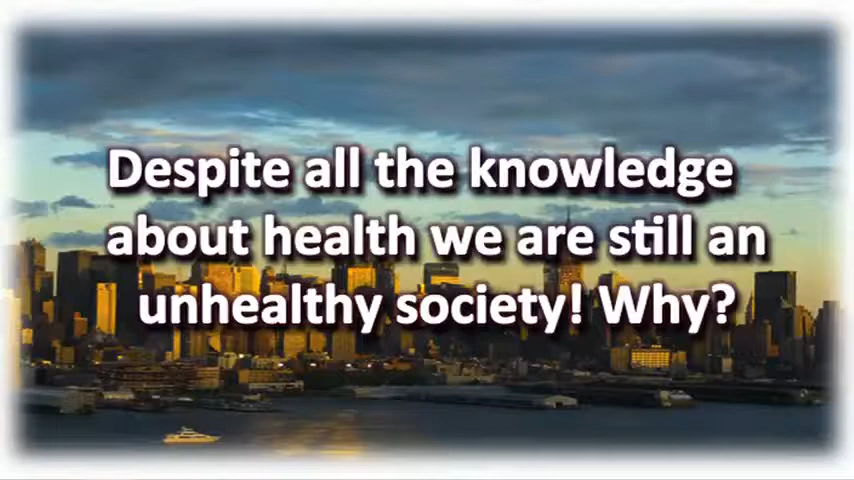 Despite all the knowledge
about health we are still an
unhealthy society! Why?